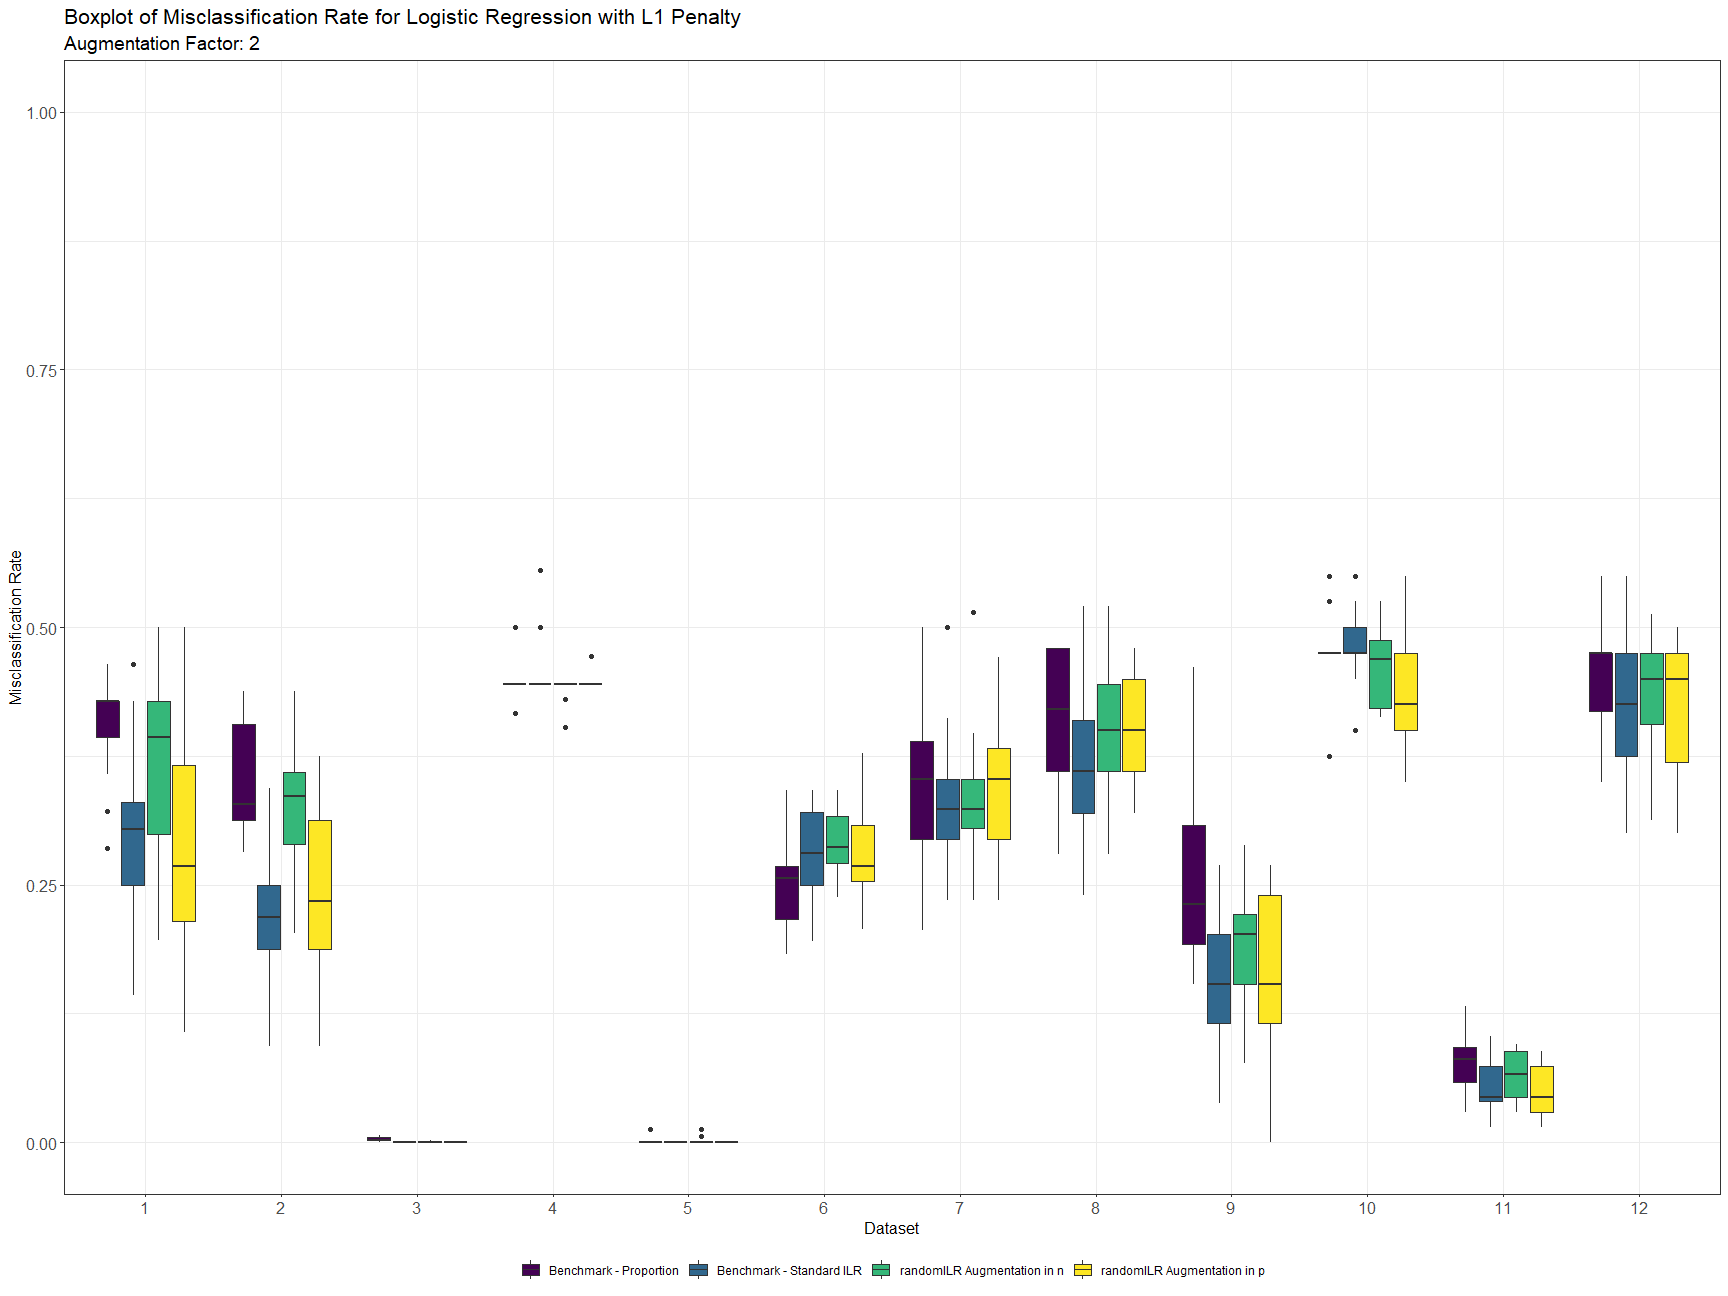 Boxplot of Misclassification Rate for Logistic Regression with L1 Penalty
Augmentation Factor: 2
1.00
0.75
0.50
0.25
0.00
Misclassification Rate
1 2 3 4 5 6 7 8 9 10 11 12
Dataset
Benchmark - Proportion Benchmark - Standard ILR randomILR Augmentation in n randomILR Augmentation in p